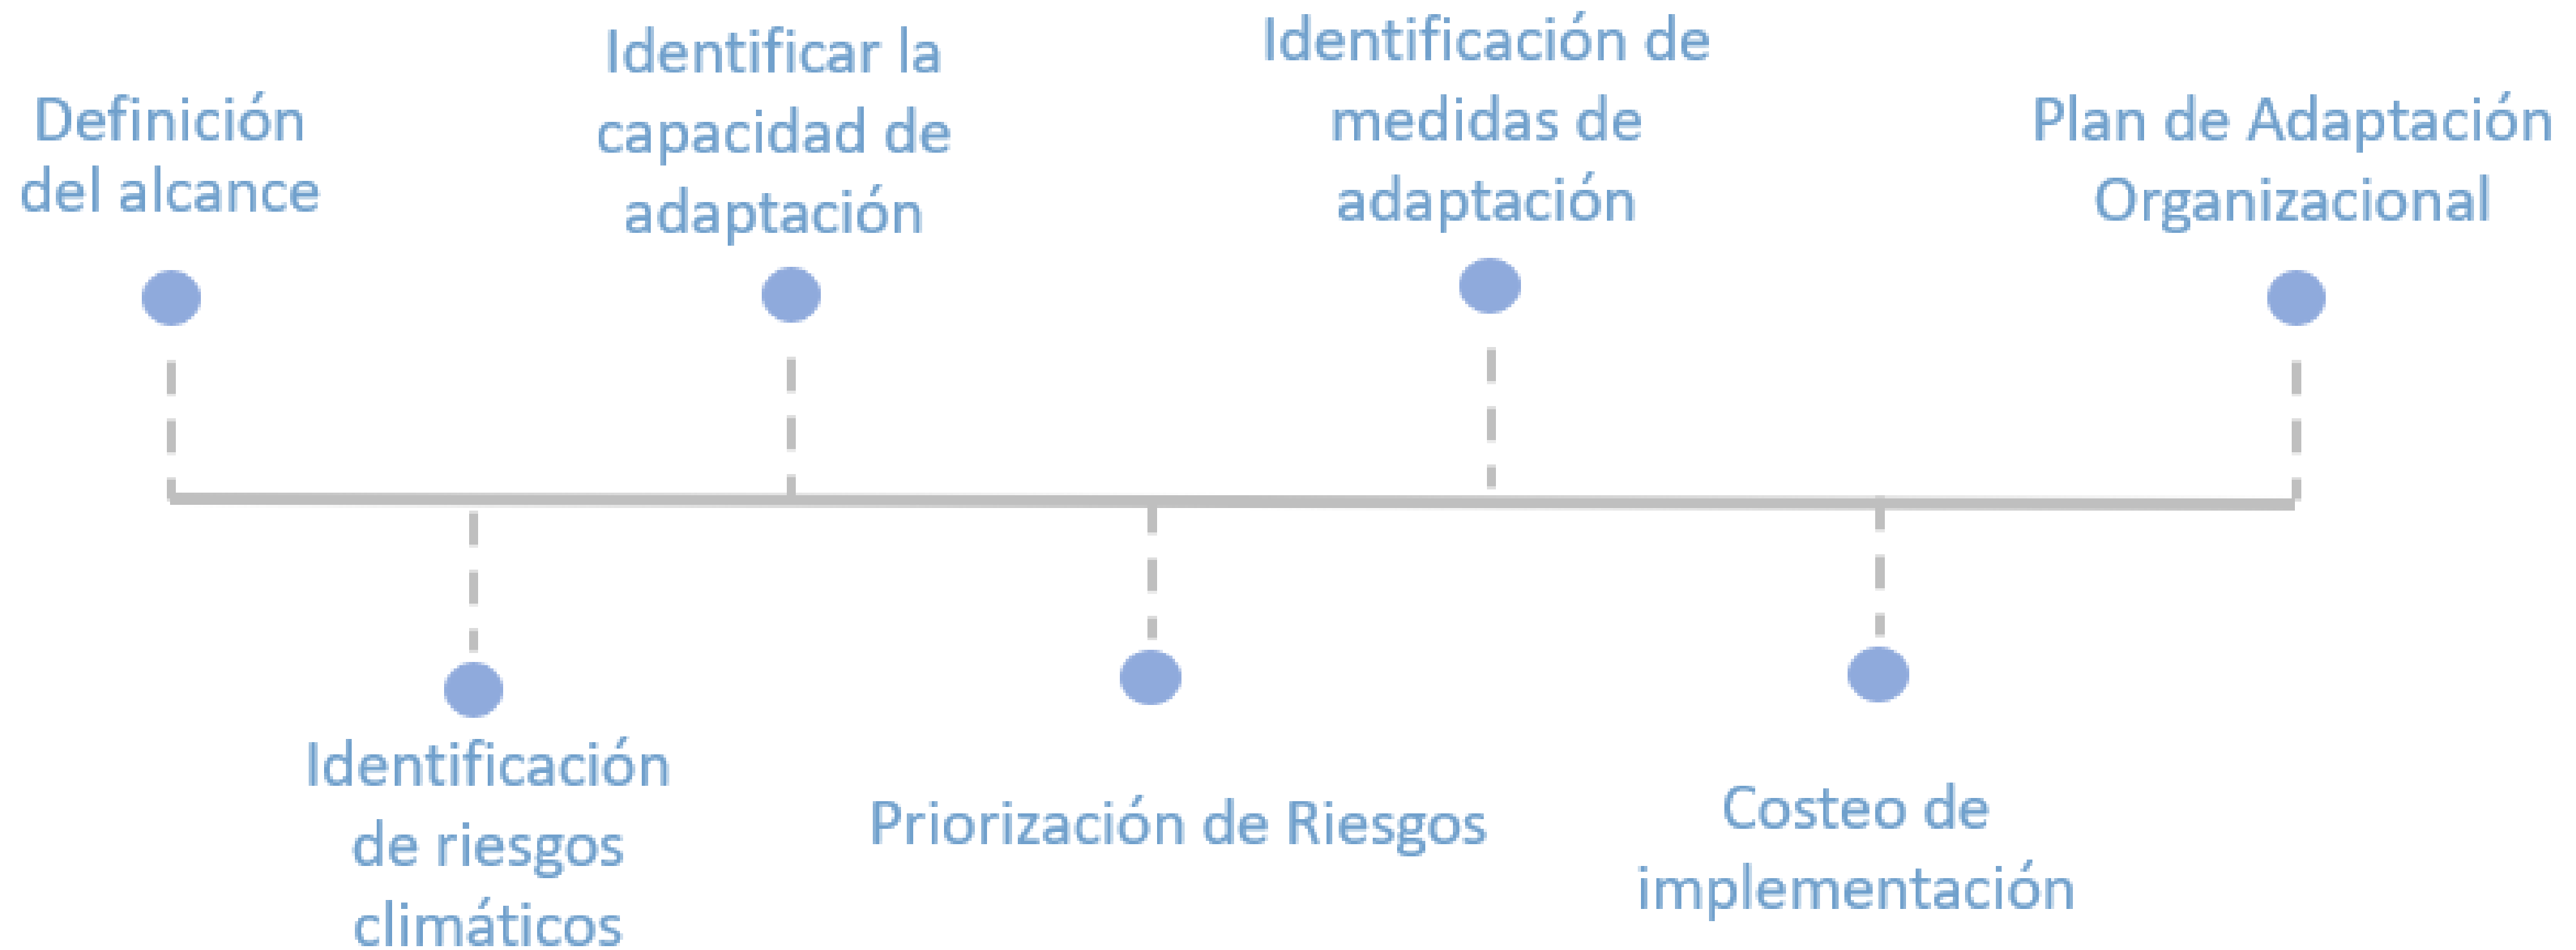 Definición
del alcance
Identificación
de riesgos
climáticos
Identificar la
capacidad de
adaptación
Priorización de Riesgos
Identificación de
medidas de
adaptación
Costeo de
implementación
Plan de Adaptación
Organizacional